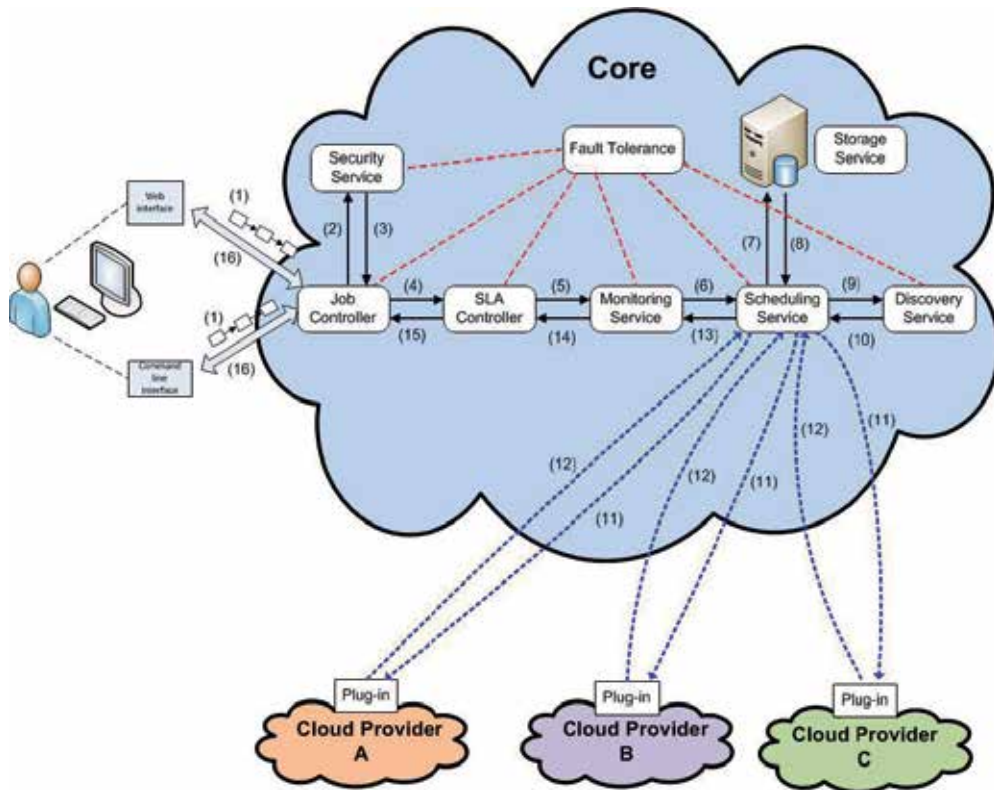 Core
Security
Service
Fault Tolerance
Storage
Service
Web
interface
(1)
(16)
(2)
(3)
(7)
(8)
Job
Controller
(4)
(15)
SLA
Controller
(5)
(14)
Monitoring
Service
(6)
(13)
Scheduling
Service
(9)
(10)
Discovery
Service
(1)
(16)
Command
line
interface
(12)
(11)
(12)
(11)
(12)
(11)
Plug-in
Cloud Provider
A
Plug-in
Cloud Provider
B
Plug-in
Cloud Provider
C